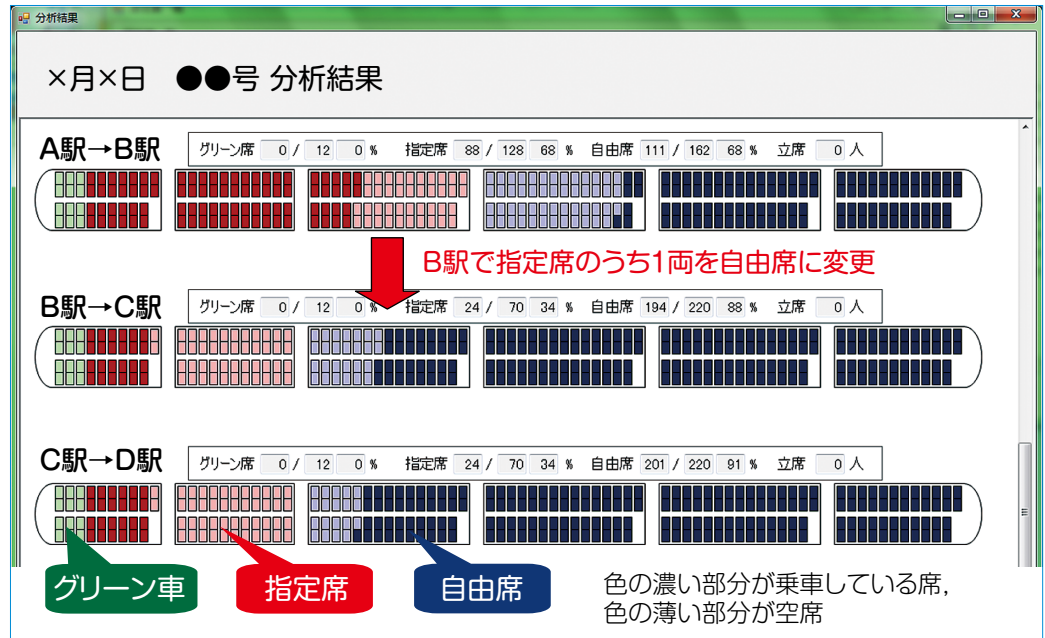 分析結果
×月×日 ●●号 分析結果
A駅→B駅 グリーン席 0 / 12 0 % 指定席 88 / 128 68 % 自由席 111 / 162 68 % 立席 0 人
B駅で指定席のうち1両を自由席に変更
B駅→C駅 グリーン席 0 / 12 0 % 指定席 24 / 70 34 % 自由席 194 / 220 88 % 立席 0 人
C駅→D駅 グリーン席 0 / 12 0 % 指定席 24 / 70 34 % 自由席 201 / 220 91 % 立席 0 人
グリーン車 指定席 自由席
色の濃い部分が乗車している席，
色の薄い部分が空席